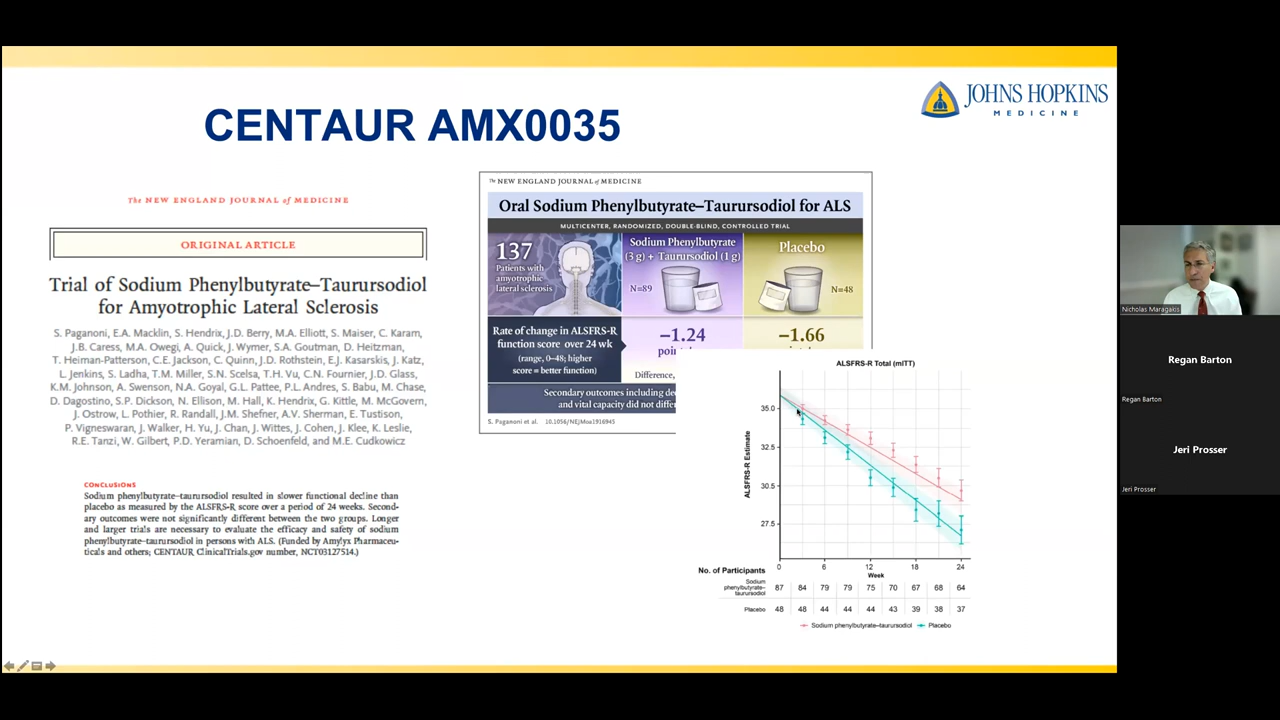 CENTAUR AMX0035
JOHNS HOPKINS
MEDICINE
The NEW ENGLAND JOURNAL of MEDICINE
ORIGINAL ARTICLE
Trial of Sodium Phenylbutyrate–Taurursodiol
for Amyotrophic Lateral Sclerosis
S. Paganoni, E.A. Macklin, S. Hendrix, J.D. Berry, M.A. Elliott, S. Maiser, C. Karam,
J.B. Caress, M.A. Owegi, A. Quick, J. Wymer, S.A. Goutman, D. Heitzman,
T. Heiman-Patterson, C.E. Jackson, C. Quinn, J.D. Rothstein, E.J. Kasarskis, J. Katz,
L. Jenkins, S. Ladha, T.M. Miller, S.N. Scelsa, T.H. Vu, C.N. Fournier, J.D. Glass,
K.M. Johnson, A. Swenson, N.A. Goyal, G.L. Pattee, P.L. Andres, S. Babu, M. Chase,
D. Dagostino, S.P. Dickson, N. Ellison, M. Hall, K. Hendrix, G. Kittle, M. McGovern,
J. Ostrow, L. Pothier, R. Randall, J.M. Shefner, A.V. Sherman, E. Tustison,
P. Vigneswaran, J. Walker, H. Yu, J. Chan, J. Wittes, J. Cohen, J. Klee, K. Leslie,
R.E. Tanzi, W. Gilbert, P.D. Yeramian, D. Schoenfeld, and M.E. Cudkowicz
CONCLUSIONS
Sodium phenylbutyrate–taurursodiol resulted in slower functional decline than
placebo as measured by the ALSFRS-R score over a period of 24 weeks. Second-
ary outcomes were not significantly different between the two groups. Longer
and larger trials are necessary to evaluate the efficacy and safety of sodium
phenylbutyrate–taurursodiol in persons with ALS. (Funded by Amylyx Pharmaceu-
ticals and others; CENTAUR ClinicalTrials.gov number, NCT03127514.)
The NEW ENGLAND JOURNAL of MEDICINE
Oral Sodium Phenylbutyrate–Taurursodiol for ALS
MULTICENTER, RANDOMIZED, DOUBLE-BLIND, CONTROLLED TRIAL
137
Patients with
amyotrophic
lateral sclerosis
Sodium Phenylbutyrate
(3 g) + Taurursodiol (1 g)
N=89
Placebo
N=48
Rate of change in ALSFRS-R
function score over 24 wk
(range, 0–48; higher
score = better function)
−1.24
−1.66
Difference,
Secondary outcomes including
and vital capacity did not
S. Paganoni et al. 10.1056/NEJMoa1916945
ALSFRS-R Total (mITT)
ALSFRS-R Estimate
35.0
32.5
30.5
27.5
0 6 12 18 24
Week
No. of Participants
Sodium
phenylbutyrate–
taurursodiol
87 84 79 79 75 70 67 68 64
Placebo 48 48 44 44 44 43 39 38 37
Sodium phenylbutyrate–taurursodiol Placebo
Nicholas Maragakis
Regan Barton
Regan Barton
Jeri Prosser
Jeri Prosser